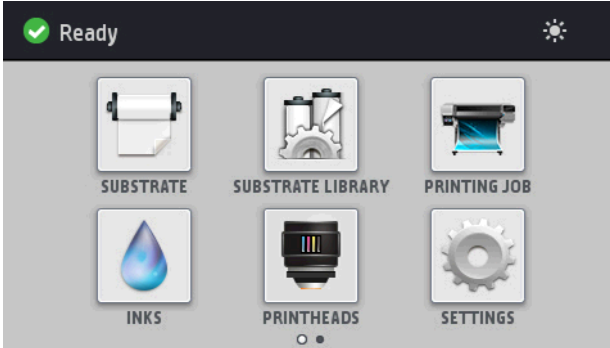 Ready
SUBSTRATE
SUBSTRATE LIBRARY
PRINTING JOB
INKS
PRINTHEADS
SETTINGS